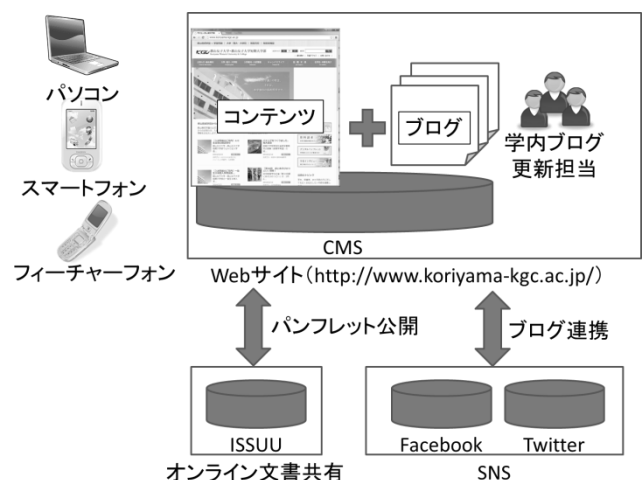 パソコン
スマートフォン
フィーチャーフォン
コンテンツ
ブログ
学内ブログ
更新担当
CMS
Webサイト(http://www.koriyama-kgc.ac.jp/)
パンフレット公開
ブログ連携
ISSUU
オンライン文書共有
Facebook
Twitter
SNS